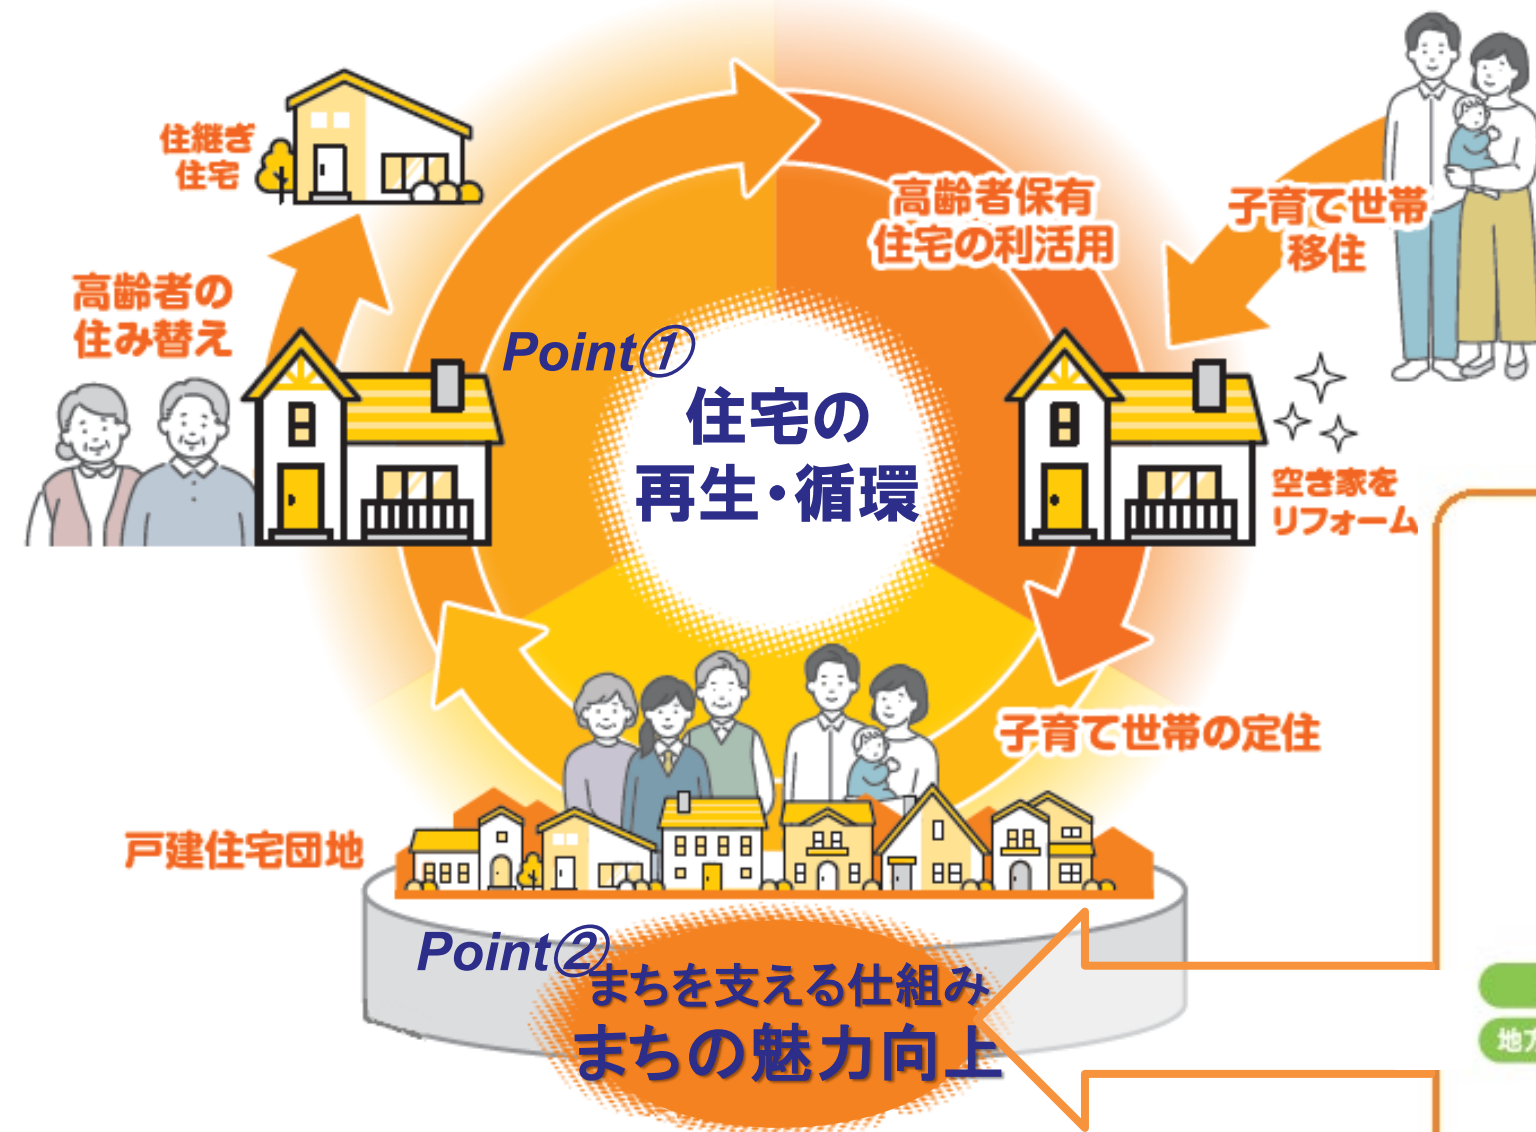 住継ぎ
住宅
高齢者の
住み替え
高齢者保有
住宅の利活用
子育て世帯
移住
Point①
住宅の
再生・循環
空き家を
リフォーム
子育て世帯の定住
戸建住宅団地
Point②
まちを支える仕組み
まちの魅力向上
地方